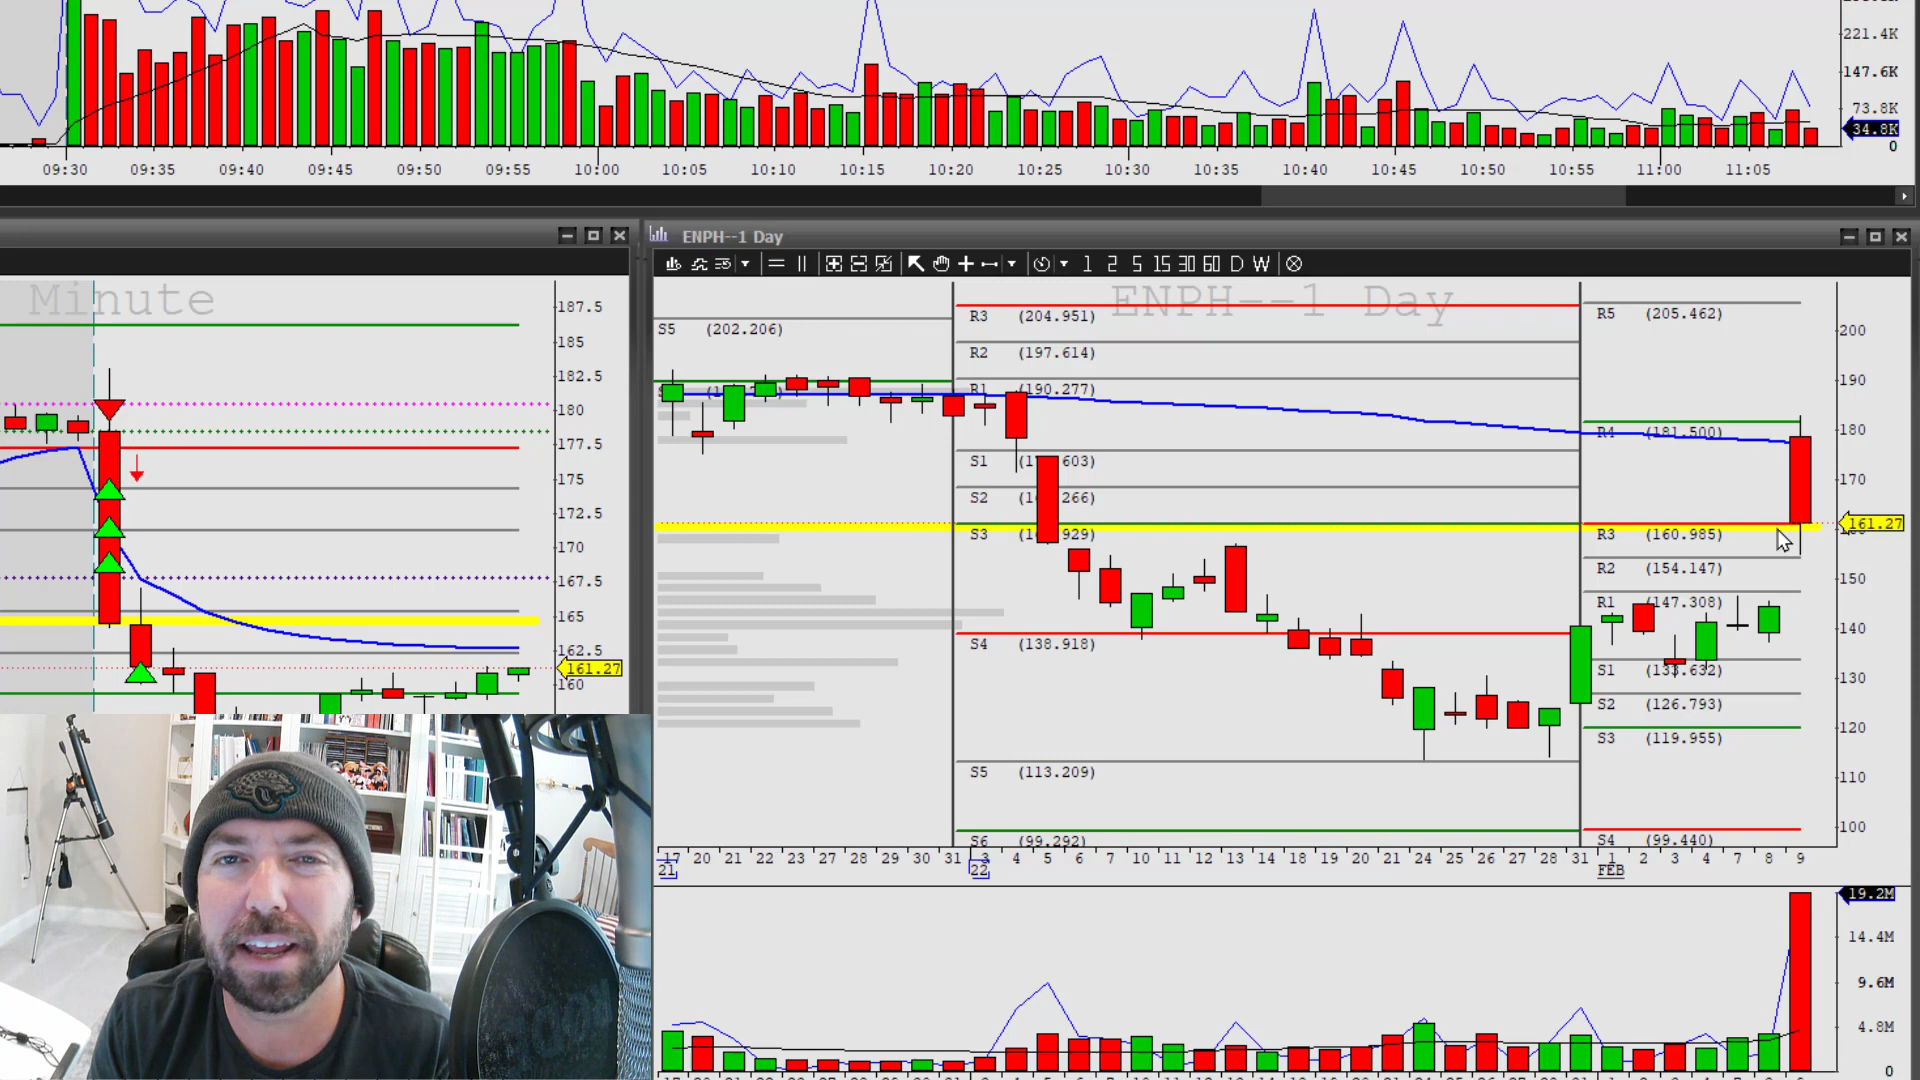 221.4K
147.6K
73.8K
34.8K
0
09:30 09:35 09:40 09:45 09:50 09:55 10:00 10:05 10:10 10:15 10:20 10:25 10:30 10:35 10:40 10:45 10:50 10:55 11:00 11:05
Minute
187.5
185
182.5
180
177.5
175
172.5
170
167.5
165
162.5
161.27
160
ENPH--1 Day
1 2 5 15 30 60 D W
ENPH--1 Day
S5 (202.206)
R3 (204.951)
R2 (197.614)
R1 (190.277)
S1
S2
S3
S4 (138.918)
S5 (113.209)
S6 (99.292)
R5 (205.462)
R4 (181.500)
R3 (160.985)
R2 (154.147)
R1 (147.308)
S1 (133.632)
S2 (126.793)
S3 (119.955)
S4 (99.440)
200
190
180
170
161.27
150
140
130
120
110
100
17 20 21 22 23 27 28 29 30 31 3 4 5 6 7 10 11 12 13 14 18 19 20 21 24 25 26 27 28 31 1 2 3 4 7 8 9
21 22 FEB
19.2M
14.4M
9.6M
4.8M
0